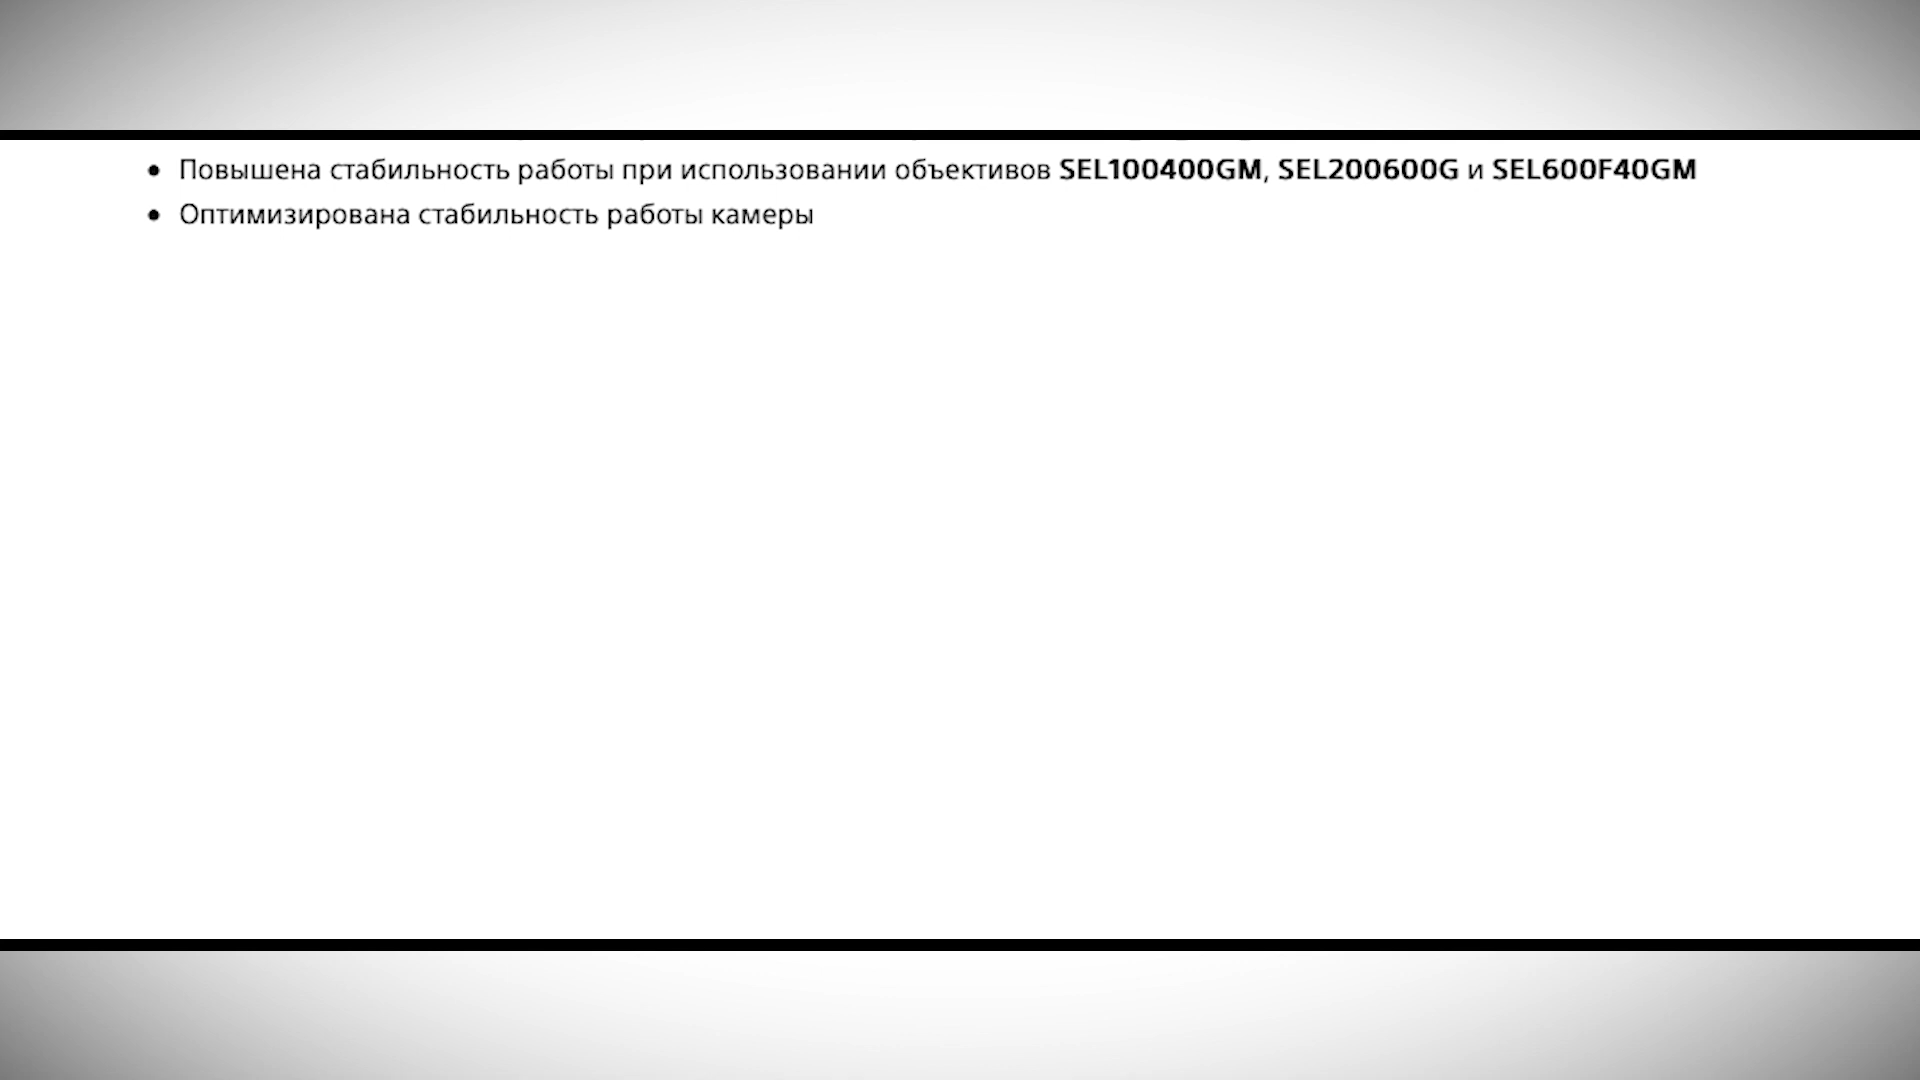 • Повышена стабильность работы при использовании объективов SEL100400GM, SEL200600G и SEL600F40GM
• Оптимизирована стабильность работы камеры